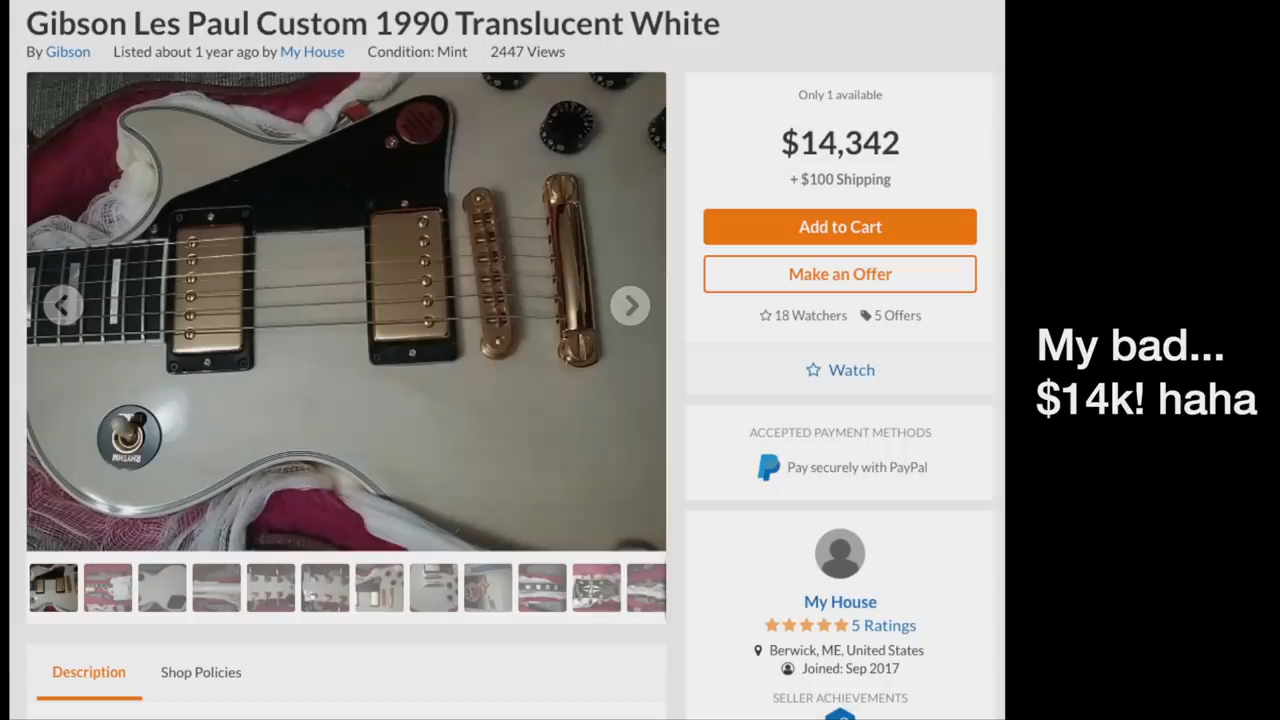 Gibson Les Paul Custom 1990 Translucent White
By Gibson Listed about 1 year ago by My House Condition: Mint 2447 Views
Only 1 available
$14,342
+ $100 Shipping
Add to Cart
Make an Offer
18 Watchers 5 Offers
Watch
ACCEPTED PAYMENT METHODS
Pay securely with PayPal
My House
5 Ratings
Berwick, ME, United States
Joined: Sep 2017
SELLER ACHIEVEMENTS
RHYTHM
Description Shop Policies
My bad...
$14k! haha